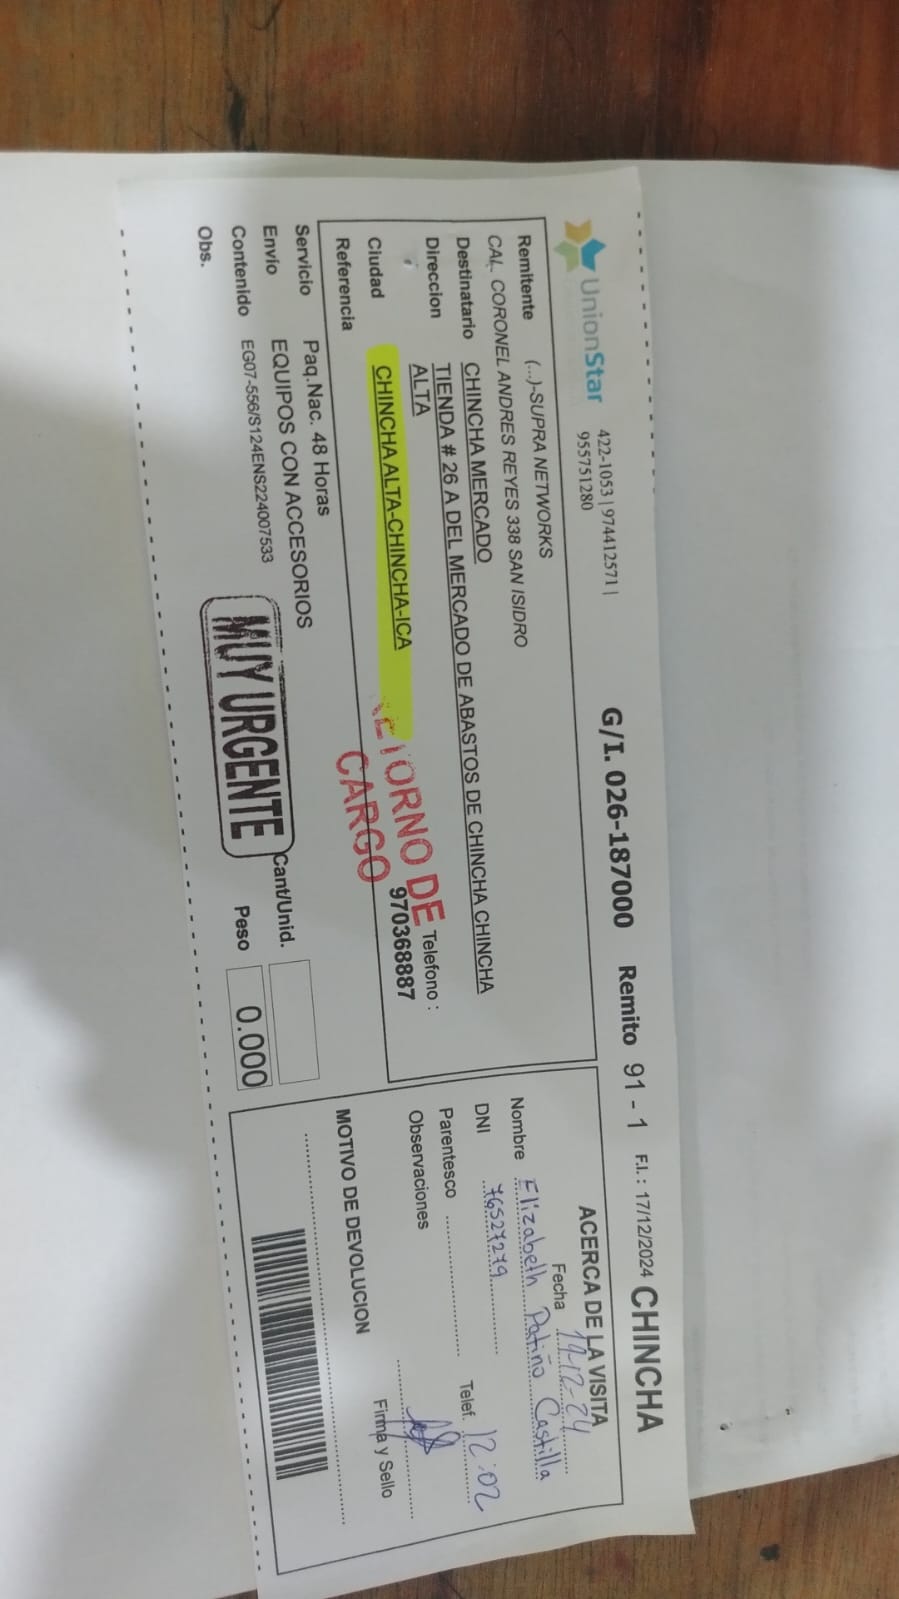 UnionStar 422-1053 | 974412571 |
955751280
G/I. 026-187000 Remito 91 - 1 F.I. : 17/12/2024 CHINCHA
Remitente (...)-SUPRA NETWORKS
CAL. CORONEL ANDRES REYES 338 SAN ISIDRO
Destinatario CHINCHA MERCADO
Direccion TIENDA # 26 A DEL MERCADO DE ABASTOS DE CHINCHA CHINCHA
ALTA
Telefono :
970368887
Ciudad CHINCHA ALTA-CHINCHA-ICA
Referencia
RETORNO DE
CARGO
Servicio Paq.Nac. 48 Horas
Envío EQUIPOS CON ACCESORIOS
Cant/Unid.
Contenido EG07-556/S124ENS224007533
Peso 0.000
Obs.
MUY URGENTE
ACERCA DE LA VISITA
Fecha 19-12-24
Nombre Elizabeth Patiño Castilla
DNI 76527279
Telef. 12:02
Parentesco
Observaciones
Firma y Sello
MOTIVO DE DEVOLUCION